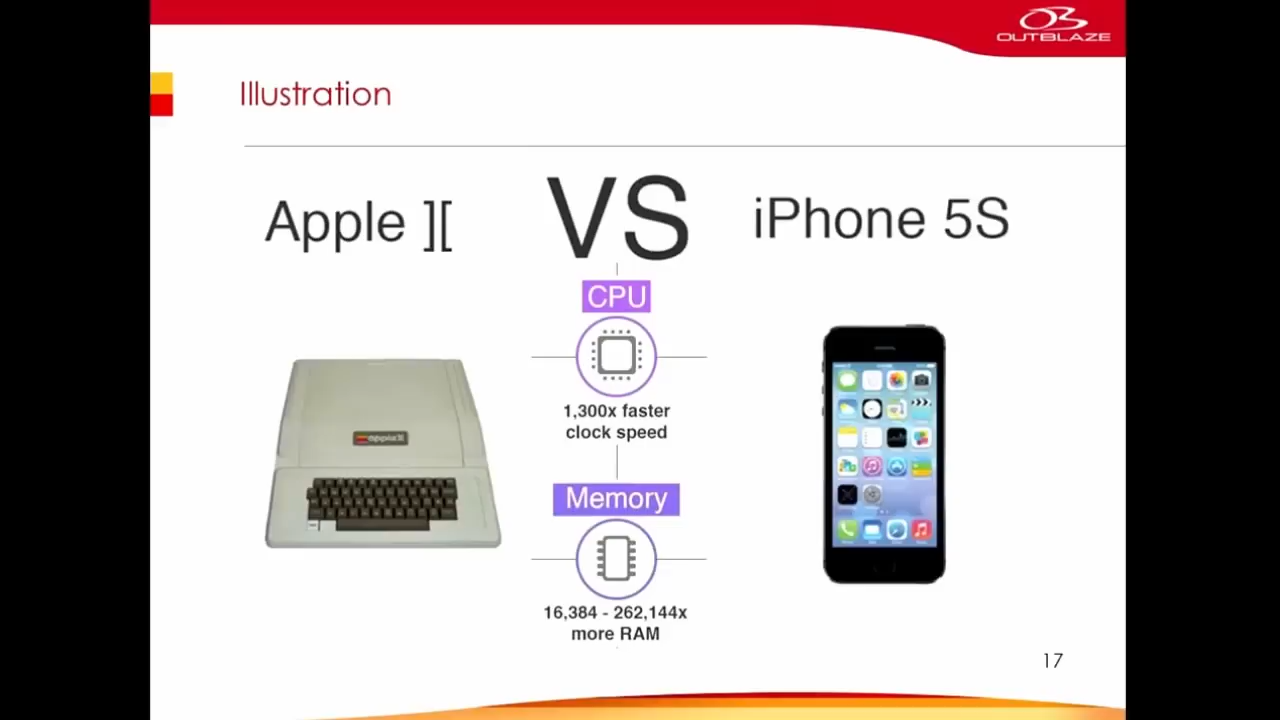 OUTBLAZE
Illustration
Apple ][
VS
iPhone 5S
CPU
1,300x faster
clock speed
apple ][
Memory
16,384 - 262,144x
more RAM
17